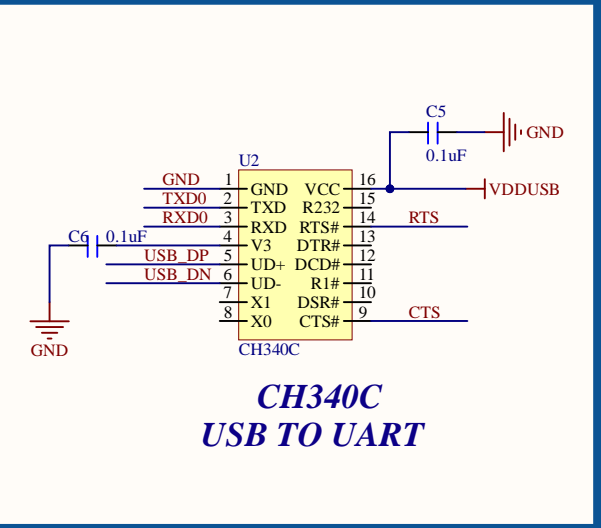 C5
GND
0.1uF
U2
GND 1 GND VCC 16 VDDUSB
TXD0 2 TXD R232 15
RXD0 3 RXD RTS# 14 RTS
C6 0.1uF 4 V3 DTR# 13
USB_DP 5 UD+ DCD# 12
USB_DN 6 UD- R1# 11
7 X1 DSR# 10
8 X0 CTS# 9 CTS
GND
CH340C
CH340C
USB TO UART